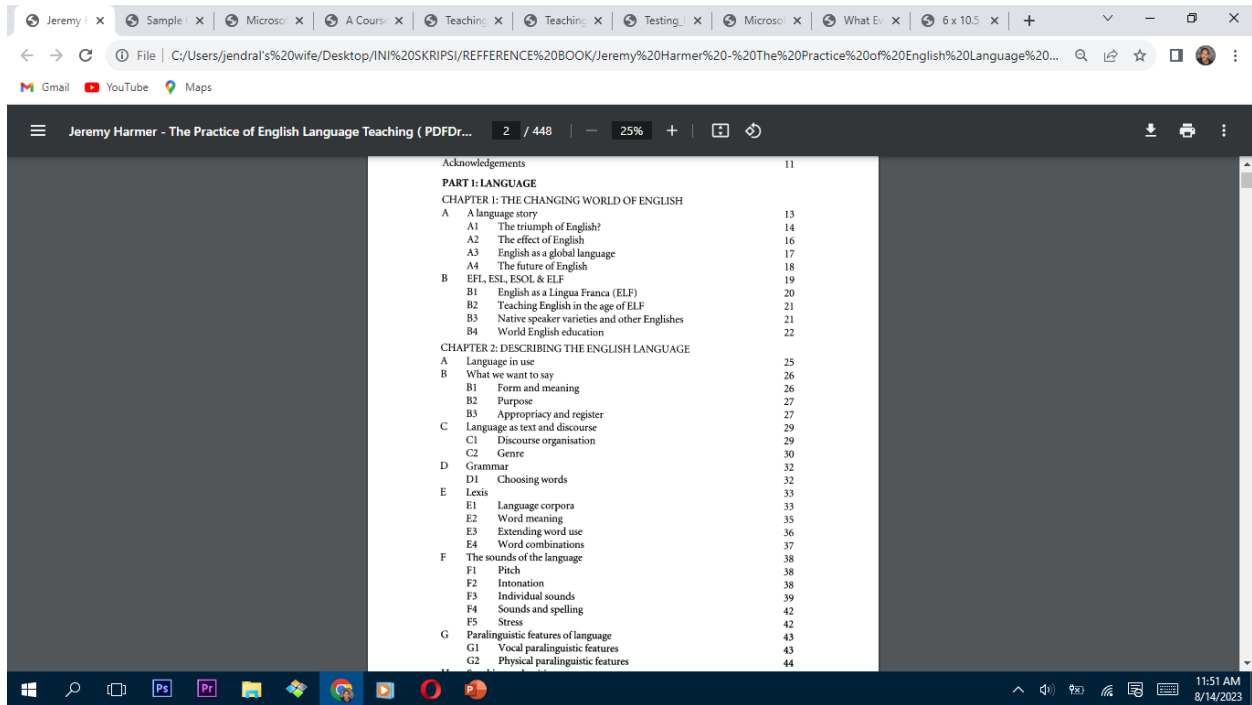 Jeremy H
Sample
Microso
A Cours
Teaching
Teaching
Testing_
Microso
What Ev
6 x 10.5
File | C:/Users/jendral's%20wife/Desktop/INI%20SKRIPSI/REFFERENCE%20BOOK/Jeremy%20Harmer%20-%20The%20Practice%20of%20English%20Language%20...
Gmail YouTube Maps
Jeremy Harmer - The Practice of English Language Teaching ( PDFDr... 2 / 448 25%
Acknowledgements 11
PART 1: LANGUAGE
CHAPTER 1: THE CHANGING WORLD OF ENGLISH
A A language story 13
A1 The triumph of English? 14
A2 The effect of English 16
A3 English as a global language 17
A4 The future of English 18
B EFL, ESL, ESOL & ELF 19
B1 English as a Lingua Franca (ELF) 20
B2 Teaching English in the age of ELF 21
B3 Native speaker varieties and other Englishes 21
B4 World English education 22
CHAPTER 2: DESCRIBING THE ENGLISH LANGUAGE
A Language in use 25
B What we want to say 26
B1 Form and meaning 26
B2 Purpose 27
B3 Appropriacy and register 27
C Language as text and discourse 29
C1 Discourse organisation 29
C2 Genre 30
D Grammar 32
D1 Choosing words 32
E Lexis 33
E1 Language corpora 33
E2 Word meaning 35
E3 Extending word use 36
E4 Word combinations 37
F The sounds of the language 38
F1 Pitch 38
F2 Intonation 38
F3 Individual sounds 39
F4 Sounds and spelling 42
F5 Stress 42
G Paralinguistic features of language 43
G1 Vocal paralinguistic features 43
G2 Physical paralinguistic features 44
Ps Pr
11:51 AM
8/14/2023